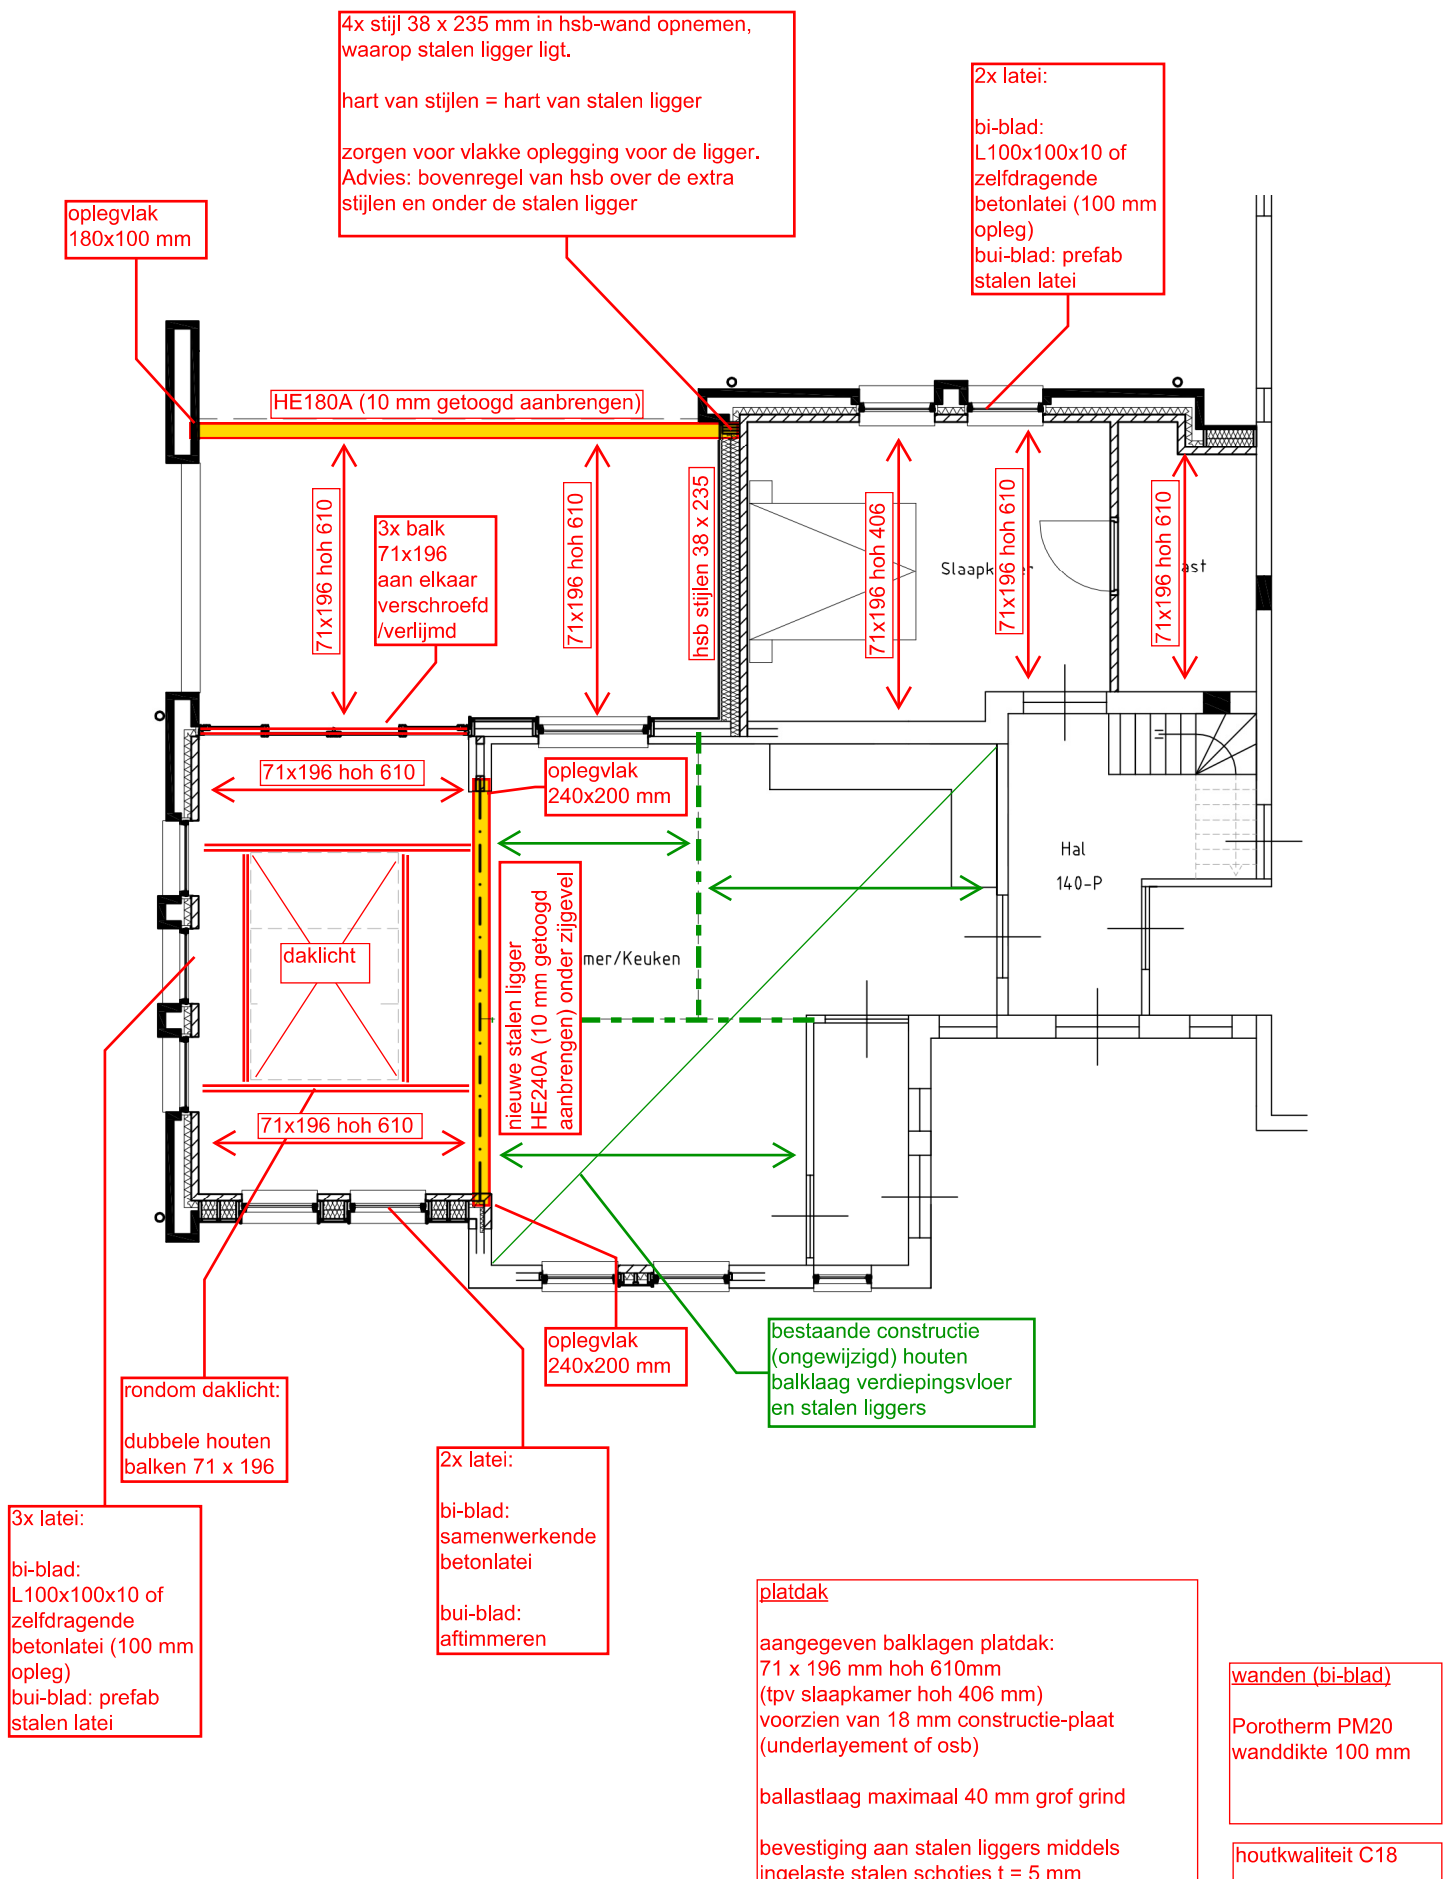 4x stijl 38 x 235 mm in hsb-wand opnemen,
waarop stalen ligger ligt.
hart van stijlen = hart van stalen ligger
zorgen voor vlakke oplegging voor de ligger.
Advies: bovenregel van hsb over de extra
stijlen en onder de stalen ligger
2x latei:
bi-blad:
L100x100x10 of
zelfdragende
betonlatei (100 mm
opleg)
bui-blad: prefab
stalen latei
oplegvlak
180x100 mm
HE180A (10 mm getoogd aanbrengen)
71x196 hoh 610
3x balk
71x196
aan elkaar
verschroefd
/verlijmd
71x196 hoh 610
hsb stijlen 38 x 235
71x196 hoh 406
Slaapk
71x196 hoh 610
71x196 hoh 610
ast
71x196 hoh 610
oplegvlak
240x200 mm
Hal
140-P
daklicht
nieuwe stalen ligger
HE240A (10 mm getoogd
aanbrengen) onder zijgevel
mer/Keuken
71x196 hoh 610
oplegvlak
240x200 mm
bestaande constructie
(ongewijzigd) houten
balklaag verdiepingsvloer
en stalen liggers
rondom daklicht:
dubbele houten
balken 71 x 196
2x latei:
bi-blad:
samenwerkende
betonlatei
bui-blad:
aftimmeren
3x latei:
bi-blad:
L100x100x10 of
zelfdragende
betonlatei (100 mm
opleg)
bui-blad: prefab
stalen latei
platdak
aangegeven balklagen platdak:
71 x 196 mm hoh 610mm
(tpv slaapkamer hoh 406 mm)
voorzien van 18 mm constructie-plaat
(underlayement of osb)
ballastlaag maximaal 40 mm grof grind
bevestiging aan stalen liggers middels
ingelaste stalen schotjes t = 5 mm
wanden (bi-blad)
Porotherm PM20
wanddikte 100 mm
houtkwaliteit C18